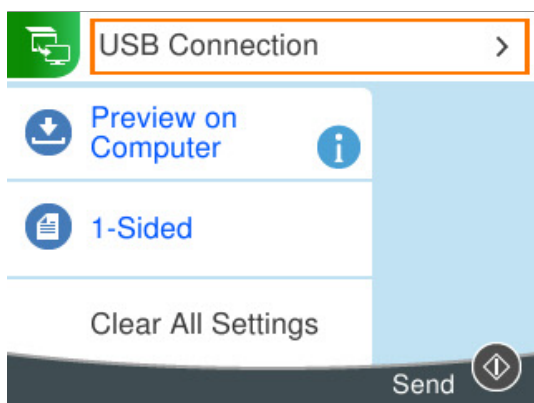 USB Connection
Preview on
Computer
1-Sided
Clear All Settings
Send